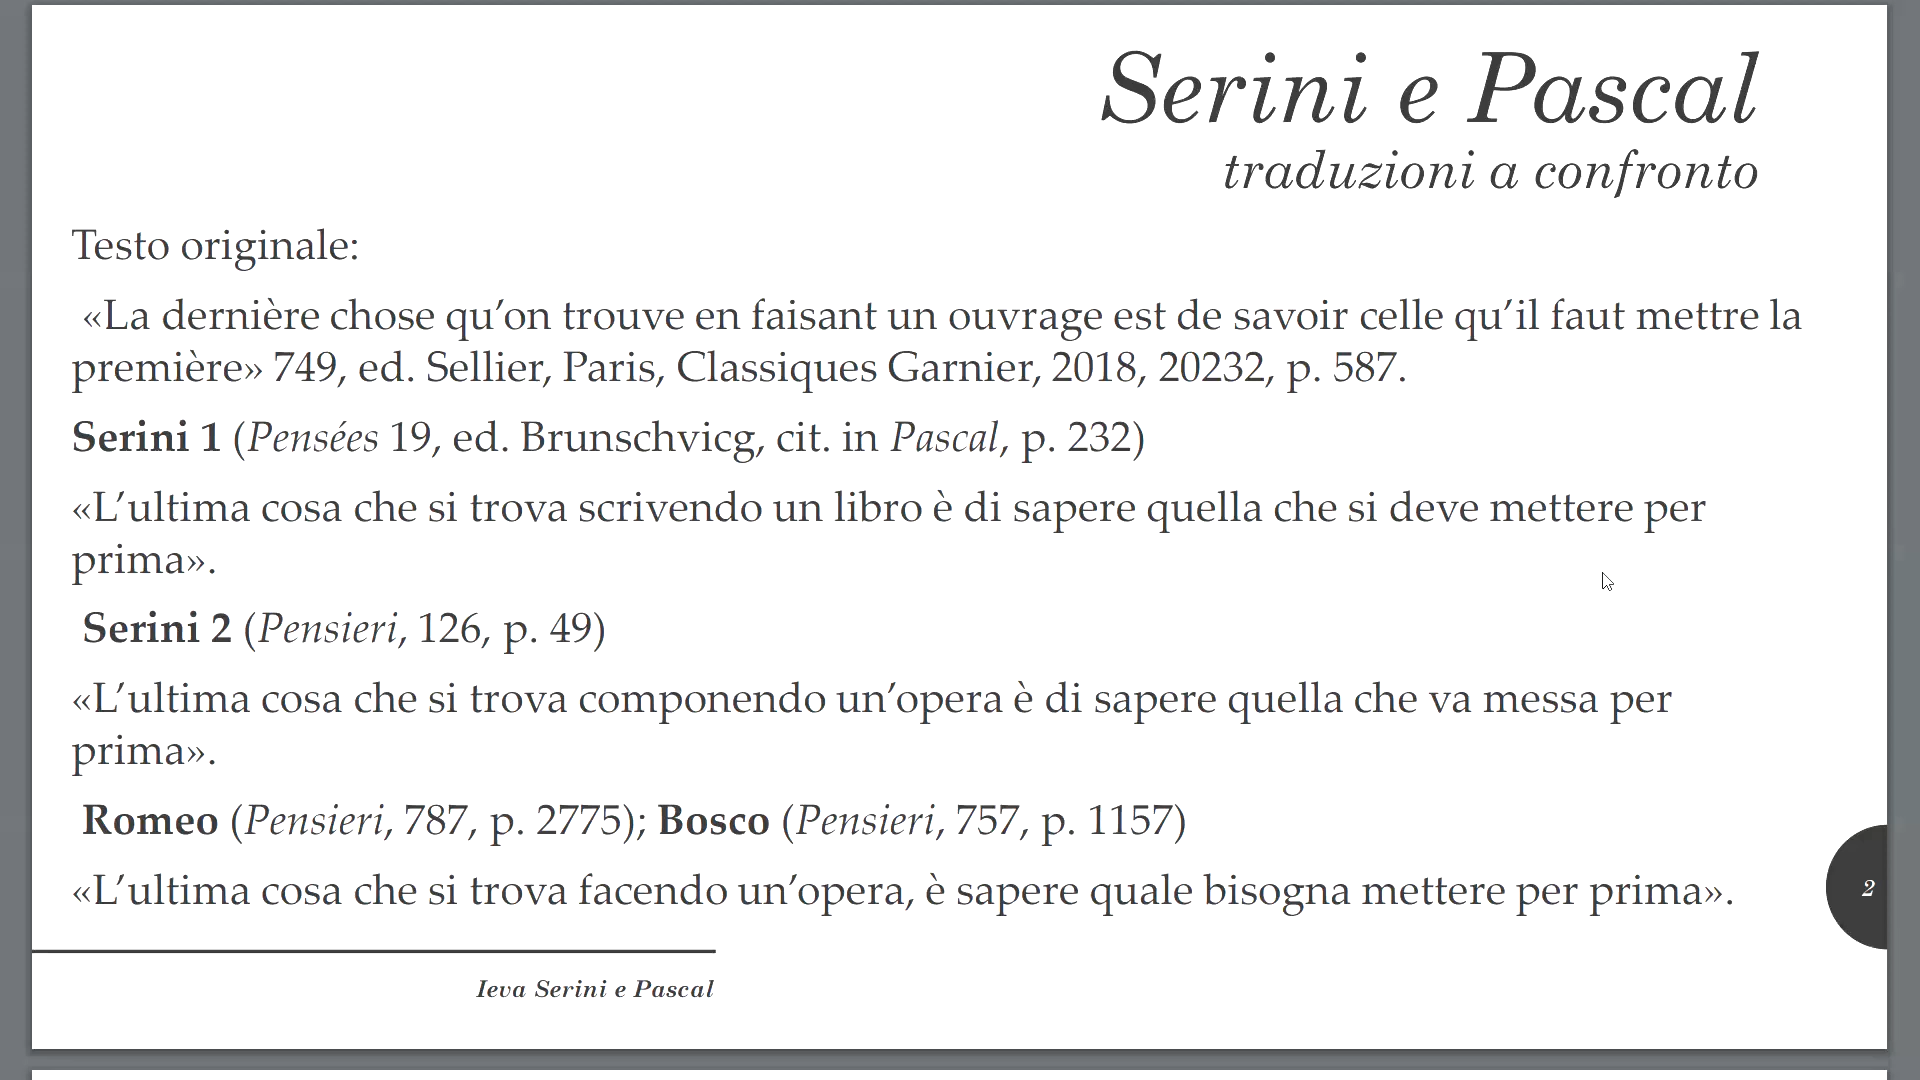 Serini e Pascal
traduzioni a confronto
Testo originale:
«La dernière chose qu’on trouve en faisant un ouvrage est de savoir celle qu’il faut mettre la
première» 749, ed. Sellier, Paris, Classiques Garnier, 2018, 20232, p. 587.
Serini 1 (Pensées 19, ed. Brunschvicg, cit. in Pascal, p. 232)
«L’ultima cosa che si trova scrivendo un libro è di sapere quella che si deve mettere per
prima».
Serini 2 (Pensieri, 126, p. 49)
«L’ultima cosa che si trova componendo un’opera è di sapere quella che va messa per
prima».
Romeo (Pensieri, 787, p. 2775); Bosco (Pensieri, 757, p. 1157)
«L’ultima cosa che si trova facendo un’opera, è sapere quale bisogna mettere per prima».
2
Ieva Serini e Pascal